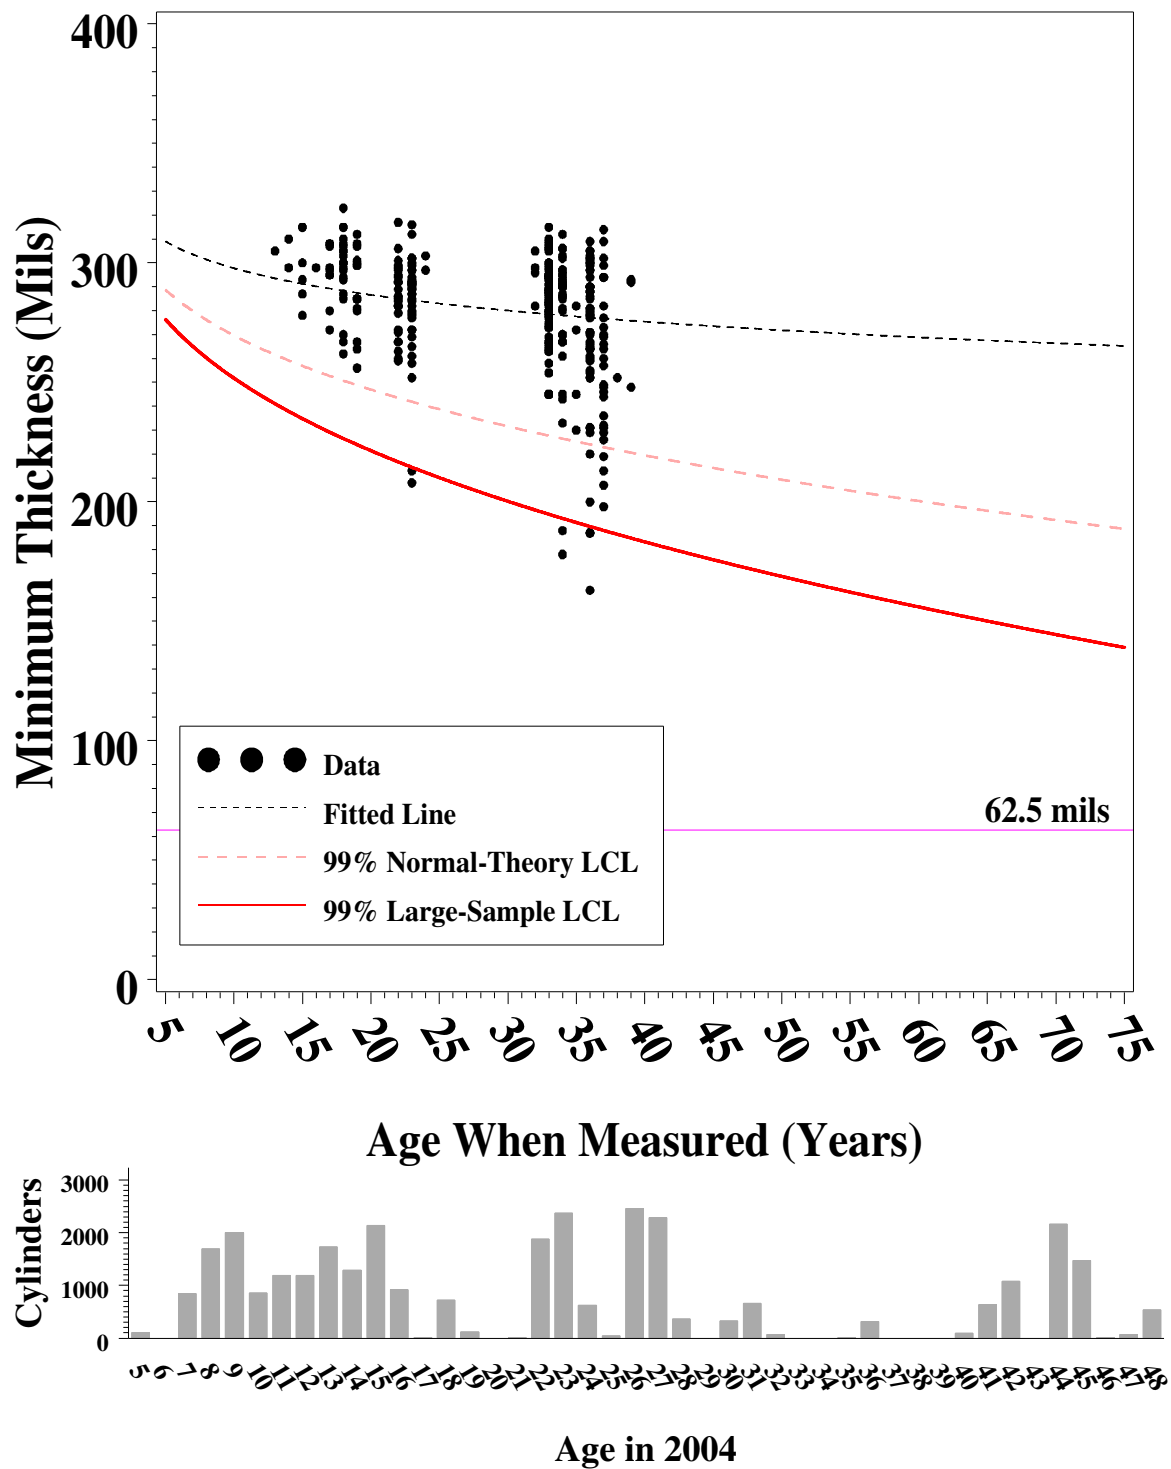 400
300
200
100
0
Minimum Thickness (Mils)
62.5 mils
Data
Fitted Line
99% Normal-Theory LCL
99% Large-Sample LCL
5 10 15 20 25 30 35 40 45 50 55 60 65 70 75
Age When Measured (Years)
3000
2000
1000
0
Cylinders
5 6 7 8 9 10 11 12 13 14 15 16 17 18 19 20 21 22 23 24 25 26 27 28 29 30 31 32 33 34 35 36 37 38 39 40 41 42 43 44 45 46 47 48
Age in 2004